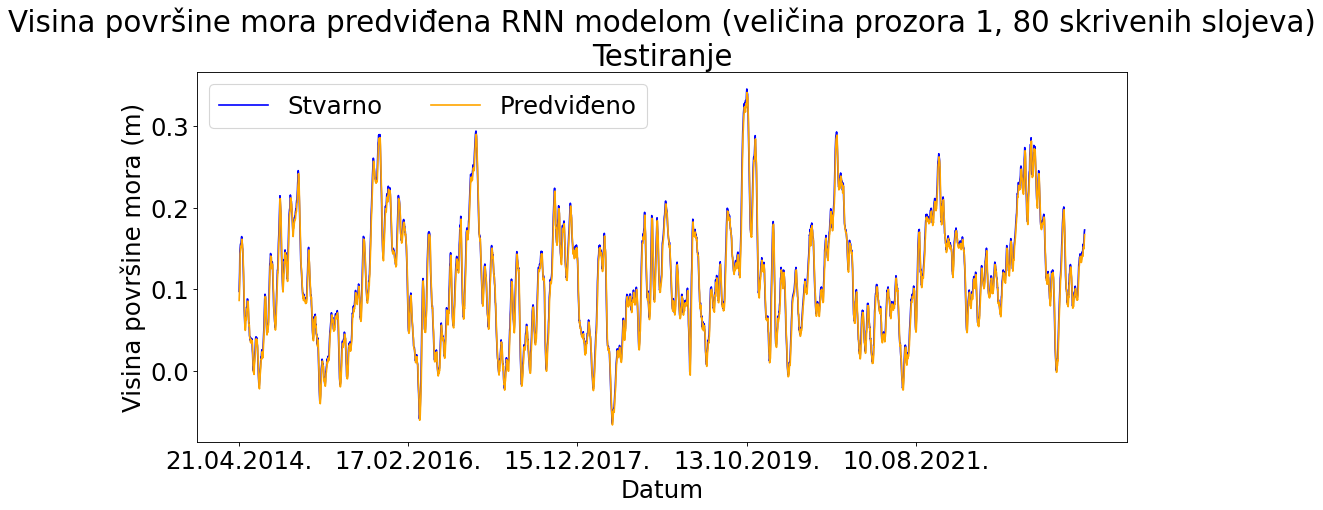 Visina površine mora predviđena RNN modelom (veličina prozora 1, 80 skrivenih slojeva)
Testiranje
Stvarno Predviđeno
Visina površine mora (m)
0.3
0.2
0.1
0.0
21.04.2014. 17.02.2016. 15.12.2017. 13.10.2019. 10.08.2021.
Datum